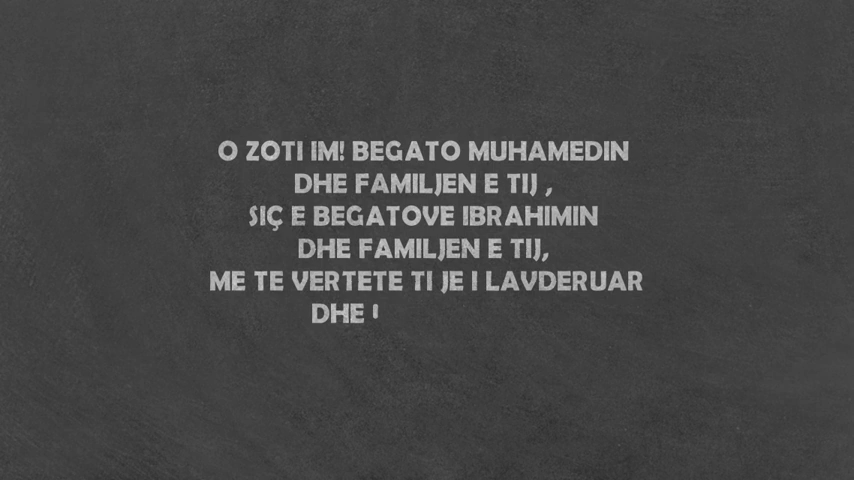 O ZOTI IM! BEGATO MUHAMEDIN
DHE FAMILJEN E TIJ ,
SIÇ E BEGATOVE IBRAHIMIN
DHE FAMILJEN E TIJ,
ME TE VERTETE TI JE I LAVDERUAR
DHE